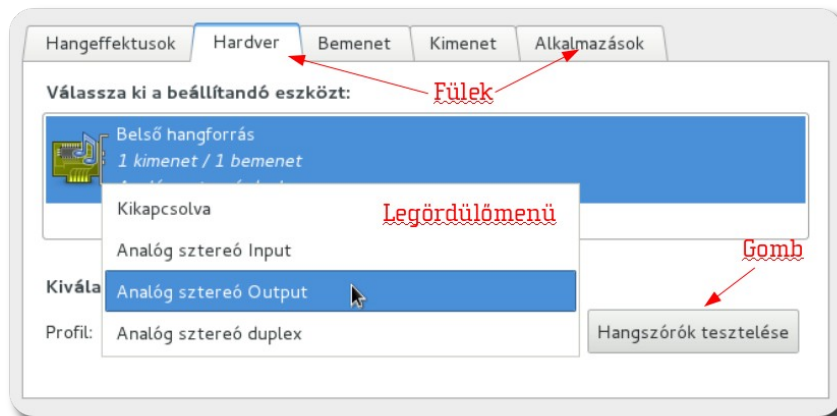 Hangeffektusok Hardver Bemenet Kimenet Alkalmazások
Fülek
Válassza ki a beállítandó eszközt:
Belső hangforrás
1 kimenet / 1 bemenet
Kikapcsolva
Legördülőmenü
Analóg sztereó Input
Gomb
Kivála
Analóg sztereó Output
Profil:
Analóg sztereó duplex
Hangszórók tesztelése